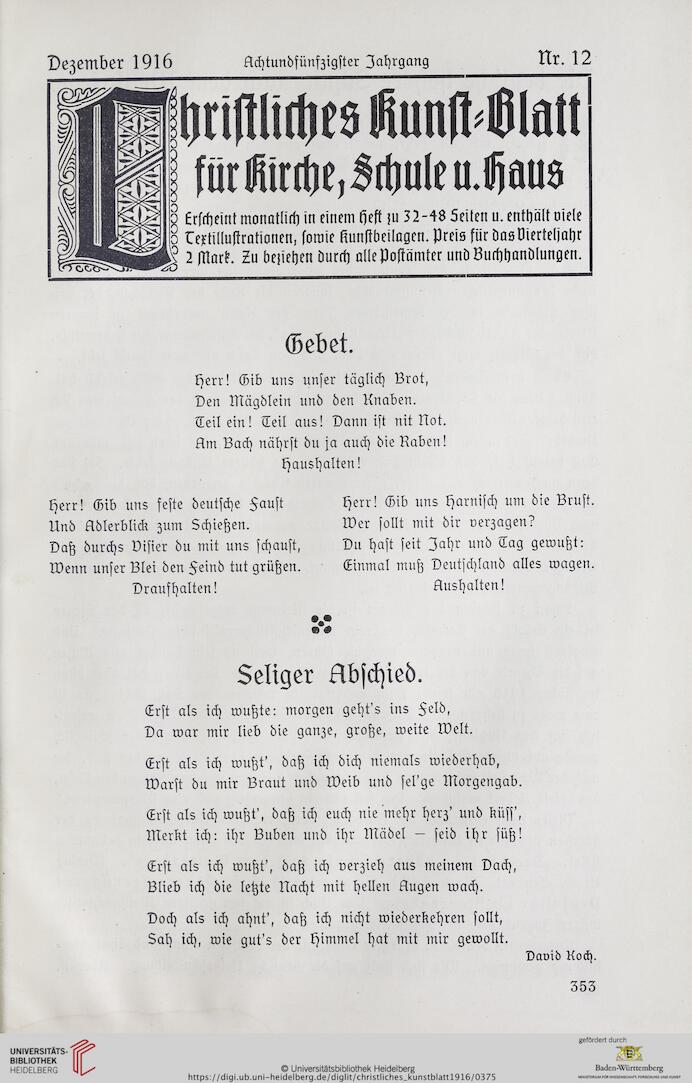 Dezember 1916 Achtundfünfzigster Jahrgang Nr. 12
Christliches Kunst-Blatt
für Kirche, Schule u. Haus
Erscheint monatlich in einem Heft zu 32-48 Seiten u. enthält viele
Textillustrationen, sowie Kunstbeilagen. Preis für das Vierteljahr
2 Mark. Zu beziehen durch alle Postämter und Buchhandlungen.
Gebet.
Herr! Gib uns unser täglich Brot,
Den Mägdlein und den Knaben.
Teil ein! Teil aus! Dann ist nit Not.
Am Bach nährst du ja auch die Raben!
Haushalten!
Herr! Gib uns feste deutsche Faust
Und Adlerblick zum Schießen.
Daß durchs Visier du mit uns schaust,
Wenn unser Blei den Feind tut grüßen.
Draufhalten!
Herr! Gib uns Harnisch um die Brust.
Wer sollt mit dir verzagen?
Du hast seit Jahr und Tag gewußt:
Einmal muß Deutschland alles wagen.
Aushalten!
Seliger Abschied.
Erst als ich wußte: morgen geht's ins Feld,
Da war mir lieb die ganze, große, weite Welt.
Erst als ich wußt', daß ich dich niemals wiederhab,
Warst du mir Braut und Weib und sel'ge Morgengab.
Erst als ich wußt', daß ich euch nie mehr herz' und küss',
Merkt ich: ihr Buben und ihr Mädel — seid ihr süß!
Erst als ich wußt', daß ich verzieh aus meinem Dach,
Blieb ich die letzte Nacht mit hellen Augen wach.
Doch als ich ahnt', daß ich nicht wiederkehren sollt,
Sah ich, wie gut's der Himmel hat mit mir gewollt.
David Koch.
353
UNIVERSITÄTS-
BIBLIOTHEK
HEIDELBERG
© Universitätsbibliothek Heidelberg
https://digi.ub.uni-heidelberg.de/diglit/christliches_kunstblatt1916/0375
gefördert durch
Baden-Württemberg
MINISTERIUM FÜR WISSENSCHAFT, FORSCHUNG UND KUNST